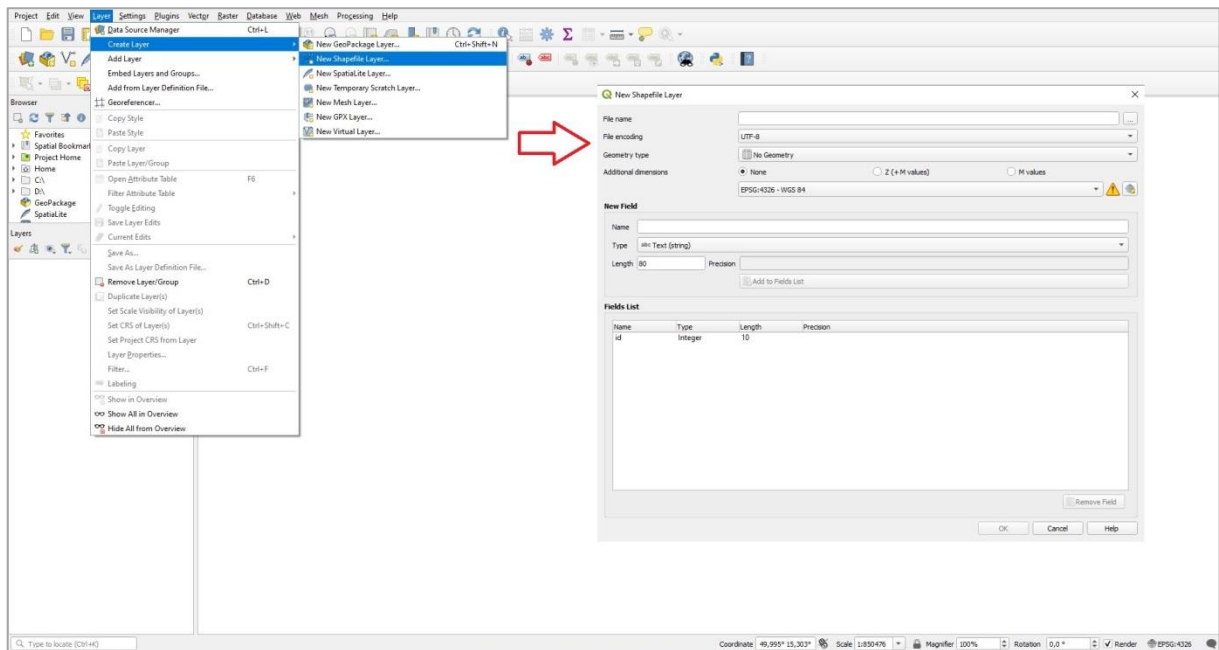 Project Edit View Layer Settings Plugins Vector Raster Database Web Mesh Processing Help
Data Source Manager Ctrl+L
Create Layer
Add Layer
Embed Layers and Groups...
Add from Layer Definition File...
Georeferencer...
Copy Style
Paste Style
Copy Layer
Paste Layer/Group
Open Attribute Table F6
Filter Attribute Table
Toggle Editing
Save Layer Edits
Current Edits
Save As...
Save As Layer Definition File...
Remove Layer/Group Ctrl+D
Duplicate Layer(s)
Set Scale Visibility of Layer(s)
Set CRS of Layer(s) Ctrl+Shift+C
Set Project CRS from Layer
Layer Properties...
Filter... Ctrl+F
Labeling
Show in Overview
Show All in Overview
Hide All from Overview
New GeoPackage Layer... Ctrl+Shift+N
New Shapefile Layer...
New SpatiaLite Layer...
New Temporary Scratch Layer...
New Mesh Layer...
New GPX Layer...
New Virtual Layer...
Browser
Favorites
Spatial Bookmar
Project Home
Home
C:\
D:\
GeoPackage
SpatiaLite
Layers
New Shapefile Layer
File name
File encoding UTF-8
Geometry type No Geometry
Additional dimensions None Z (+ M values) M values
EPSG:4326 - WGS 84
New Field
Name
Type abc Text (string)
Length 80 Precision
Add to Fields List
Fields List
Name Type Length Precision
id Integer 10
Remove Field
OK Cancel Help
Type to locate (Ctrl+K) Coordinate 49,995° 15,303° Scale 1:850476 Magnifier 100% Rotation 0,0 ° Render EPSG:4326